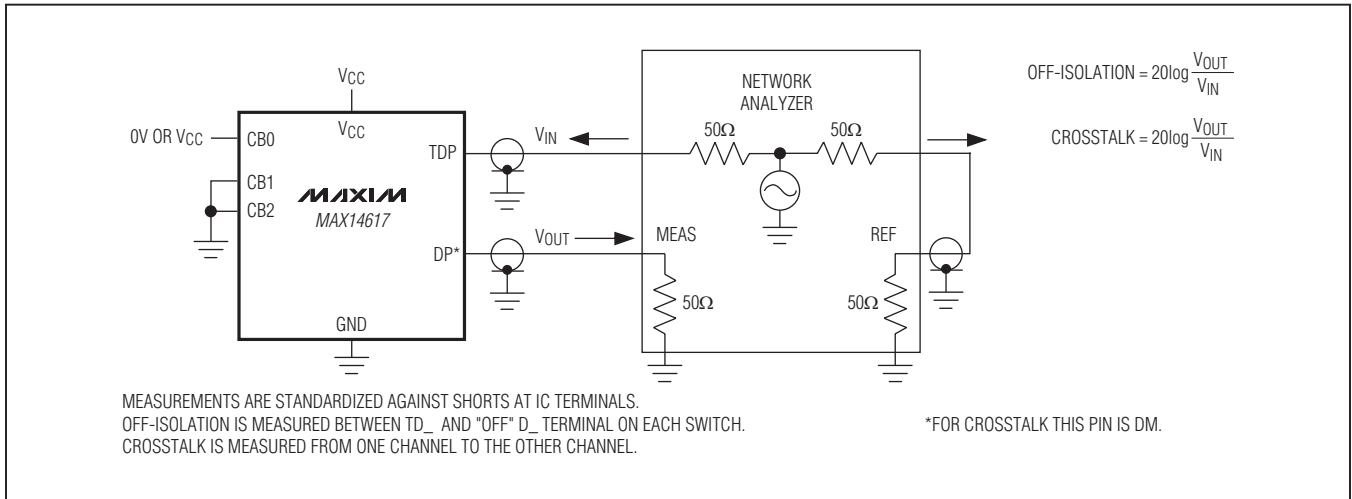 NETWORK
ANALYZER
OFF-ISOLATION = 20log VOUT
VIN
CROSSTALK = 20log VOUT
VIN
VCC
VCC
0V OR VCC
CB0
TDP
VIN
50Ω
50Ω
CB1
CB2
MAXIM
MAX14617
DP*
VOUT
MEAS
REF
50Ω
50Ω
GND
MEASUREMENTS ARE STANDARDIZED AGAINST SHORTS AT IC TERMINALS.
OFF-ISOLATION IS MEASURED BETWEEN TD_ AND "OFF" D_ TERMINAL ON EACH SWITCH.
*FOR CROSSTALK THIS PIN IS DM.
CROSSTALK IS MEASURED FROM ONE CHANNEL TO THE OTHER CHANNEL.